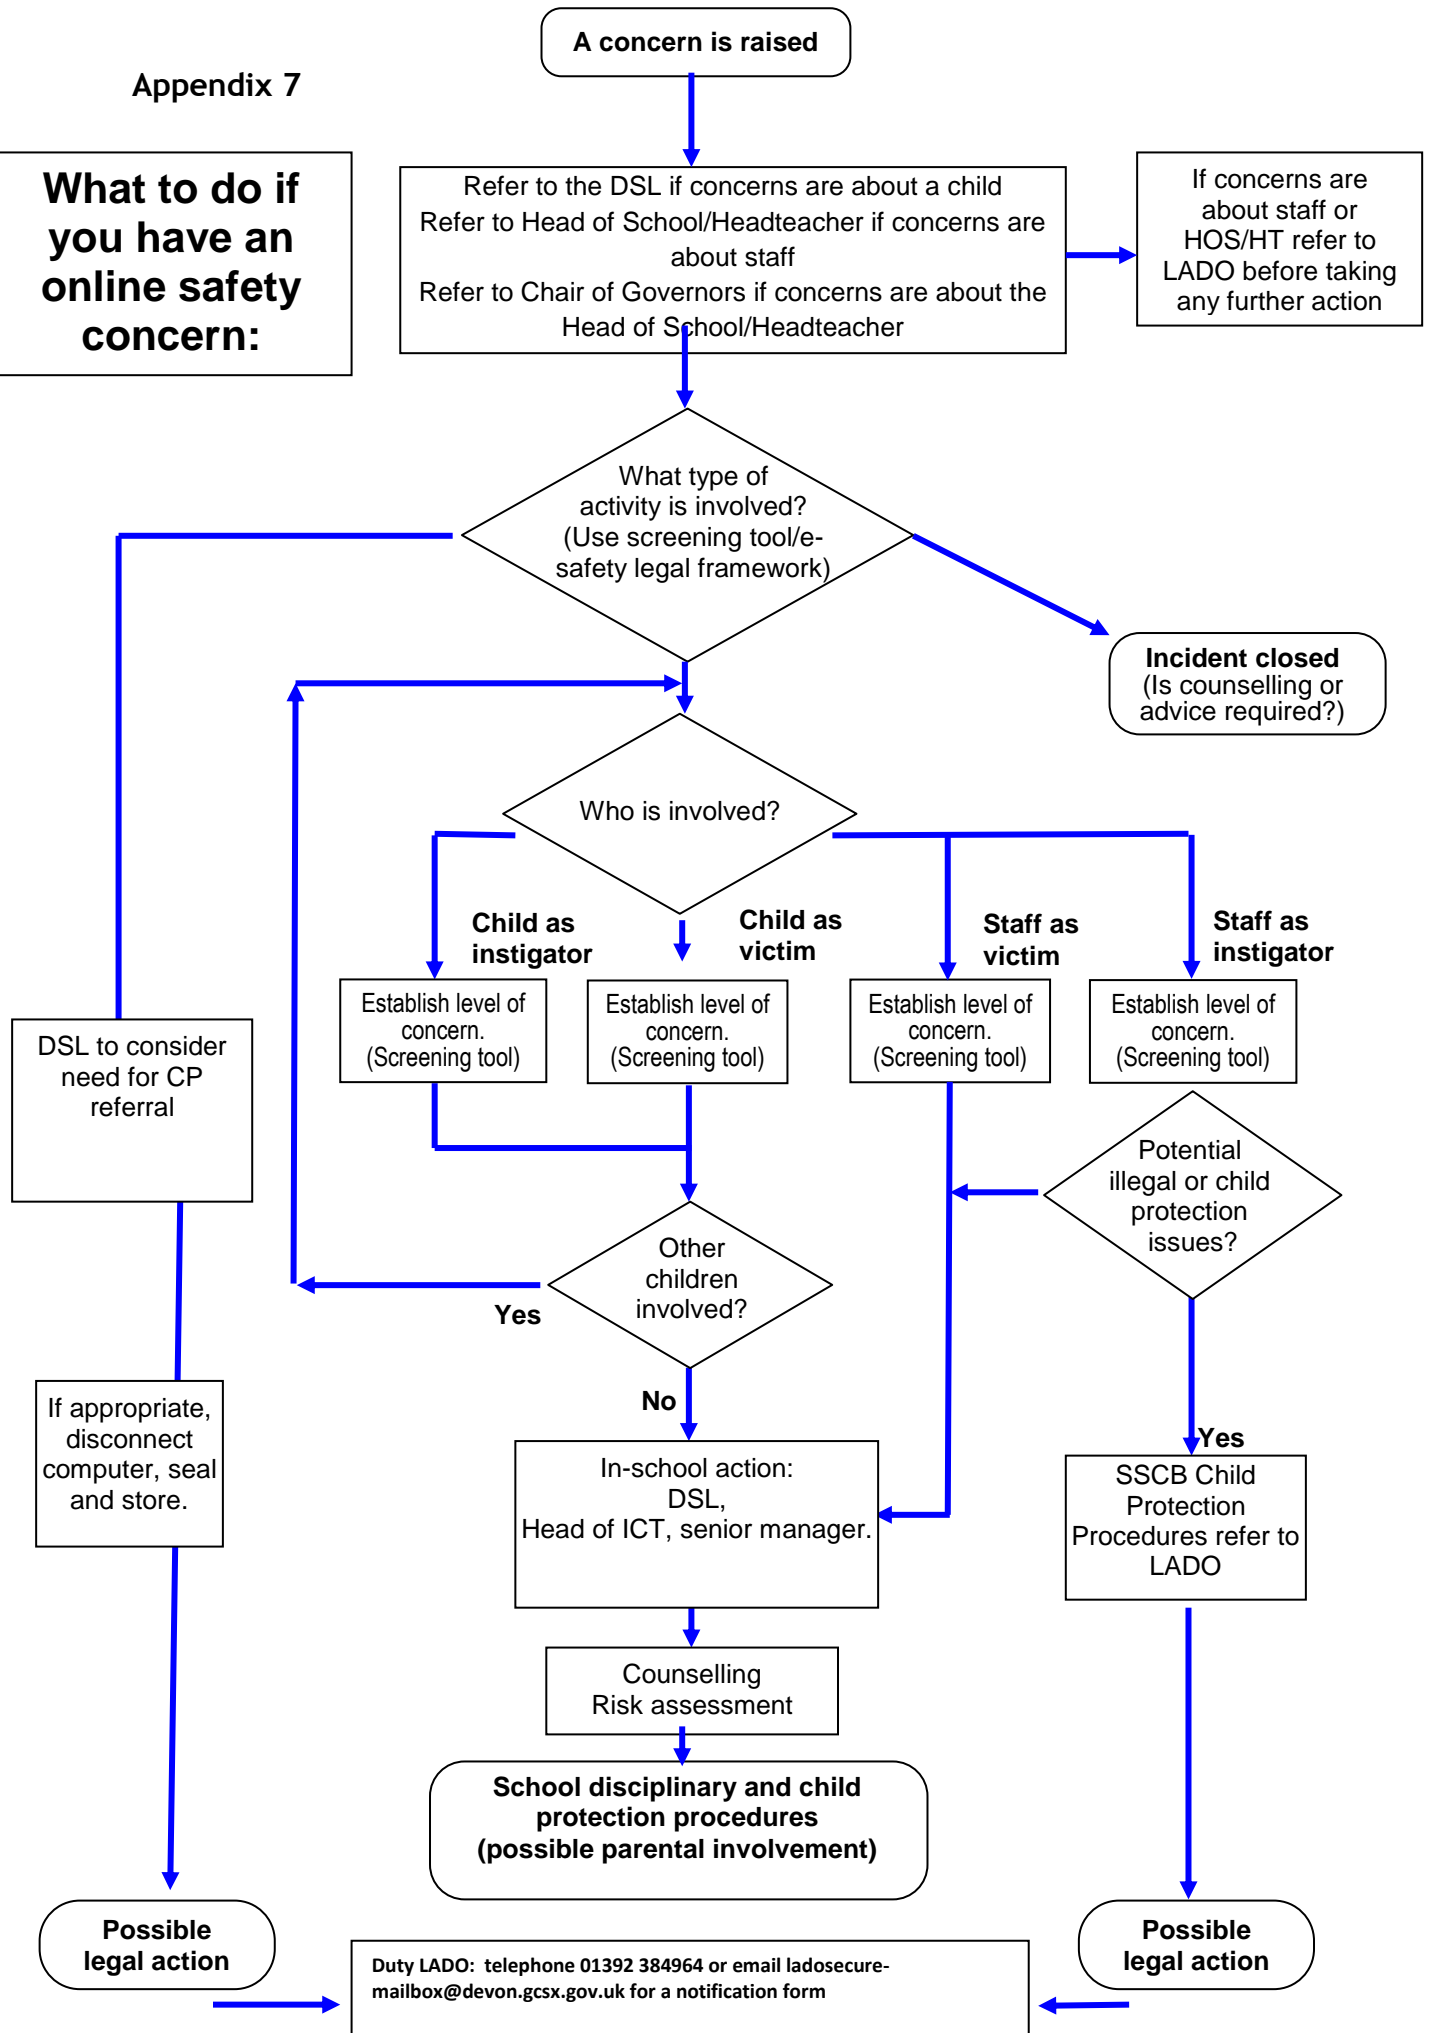 A concern is raised
Appendix 7
What to do if
you have an
online safety
concern:
Refer to the DSL if concerns are about a child
Refer to Head of School/Headteacher if concerns are
about staff
Refer to Chair of Governors if concerns are about the
Head of School/Headteacher
If concerns are
about staff or
HOS/HT refer to
LADO before taking
any further action
What type of
activity is involved?
(Use screening tool/e-
safety legal framework)
Incident closed
(Is counselling or
advice required?)
Who is involved?
Child as
instigator
Child as
victim
Staff as
victim
Staff as
instigator
Establish level of
concern.
(Screening tool)
Establish level of
concern.
(Screening tool)
Establish level of
concern.
(Screening tool)
Establish level of
concern.
(Screening tool)
DSL to consider
need for CP
referral
Potential
illegal or child
protection
issues?
Other
children
involved?
Yes
No
If appropriate,
disconnect
computer, seal
and store.
In-school action:
DSL,
Head of ICT, senior manager.
Yes
SSCB Child
Protection
Procedures refer to
LADO
Counselling
Risk assessment
School disciplinary and child
protection procedures
(possible parental involvement)
Possible
legal action
Possible
legal action
Duty LADO:  telephone 01392 384964 or email ladosecure-
mailbox@devon.gcsx.gov.uk for a notification form